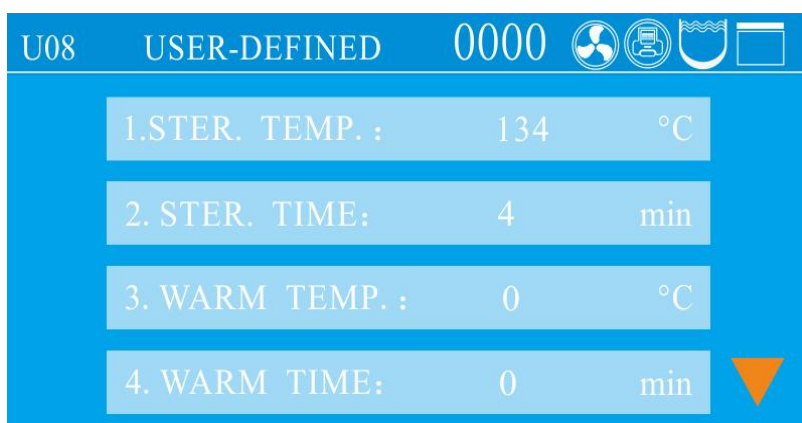 U08 USER-DEFINED 0000
1.STER. TEMP.: 134 °C
2. STER. TIME: 4 min
3. WARM TEMP.: 0 °C
4. WARM TIME: 0 min